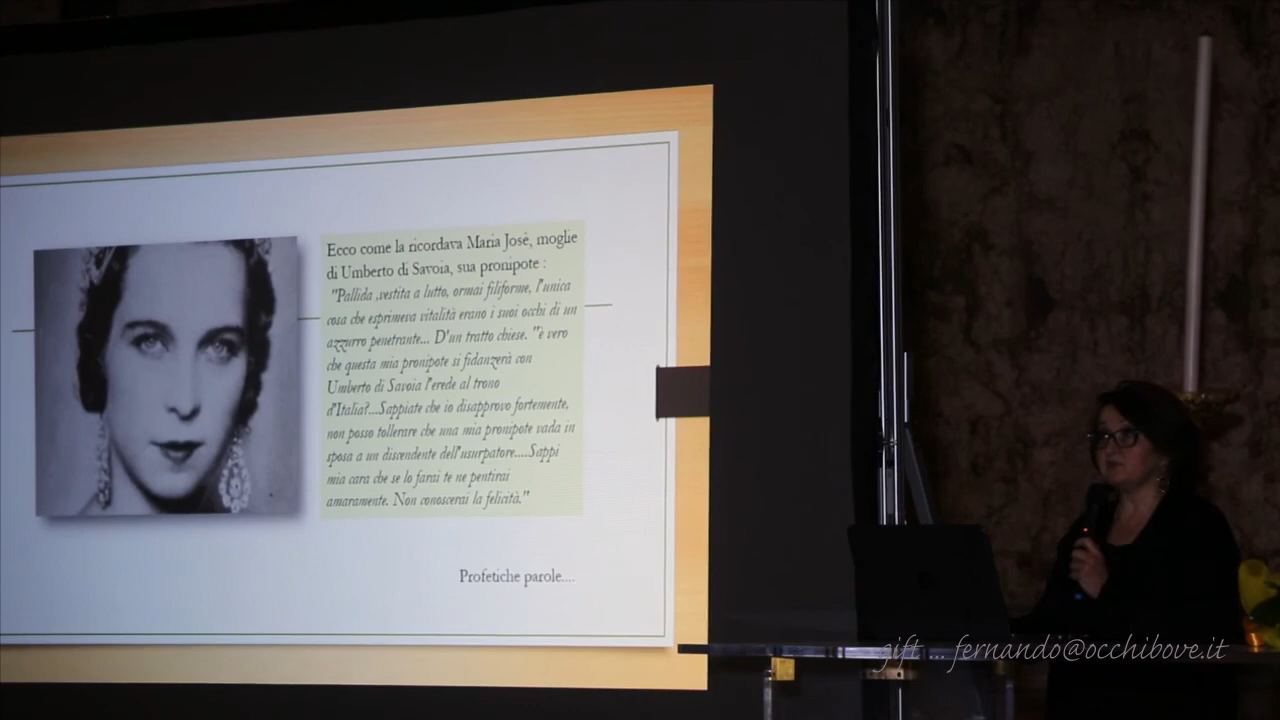 Ecco come la ricordava Maria Josè, moglie
di Umberto di Savoia, sua pronipote :
"Pallida ,vestita a lutto, ormai filiforme, l'unica
cosa che esprimeva vitalità erano i suoi occhi di un
azzurro penetrante... D'un tratto chiese. "è vero
che questa mia pronipote si fidanzerà con
Umberto di Savoia l'erede al trono
d'Italia?...Sappiate che io disapprovo fortemente,
non posso tollerare che una mia pronipote vada in
sposa a un discendente dell'usurpatore....Sappi
mia cara che se lo farai te ne pentirai
amaramente. Non conoscerai la felicità."
Profetiche parole....
gift ... fernando@occhibove.it